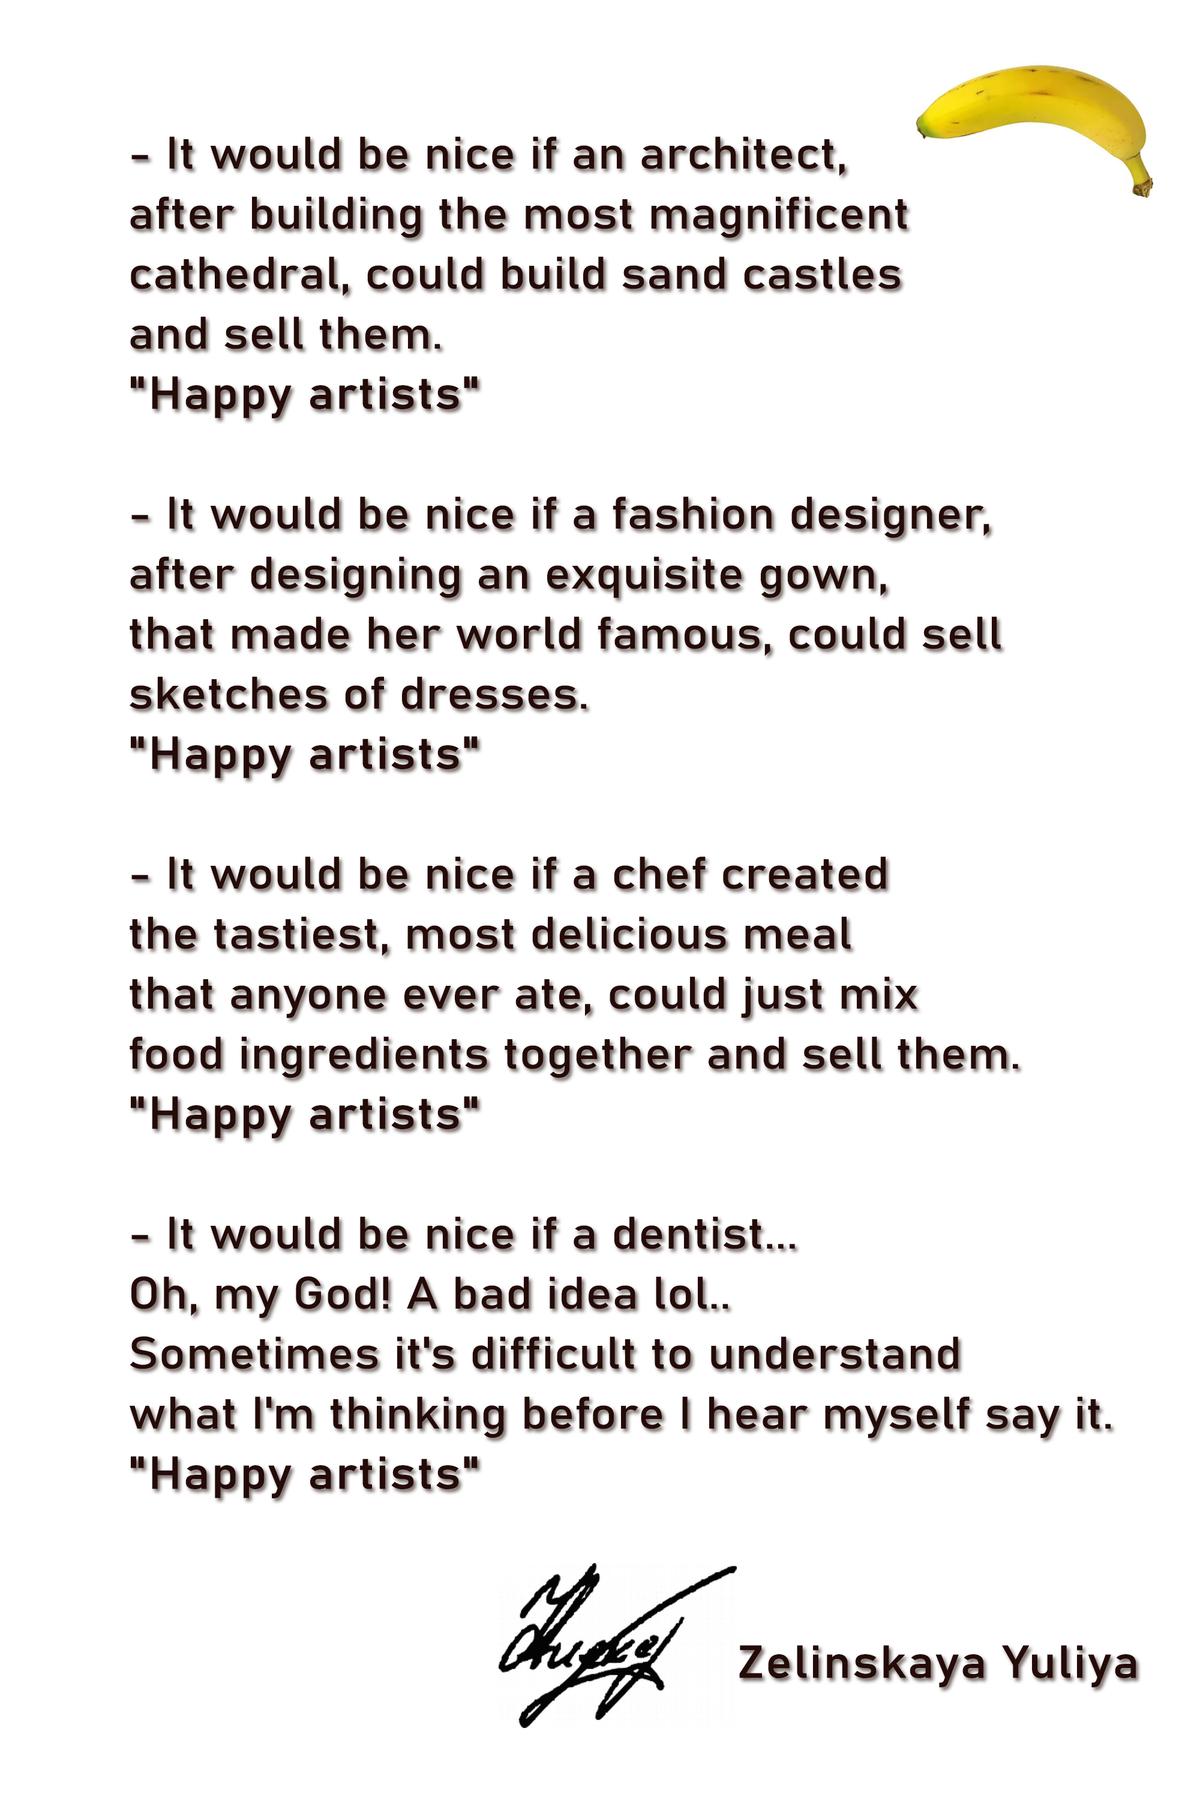 - It would be nice if an architect,
after building the most magnificent
cathedral, could build sand castles
and sell them.
"Happy artists"
- It would be nice if a fashion designer,
after designing an exquisite gown,
that made her world famous, could sell
sketches of dresses.
"Happy artists"
- It would be nice if a chef created
the tastiest, most delicious meal
that anyone ever ate, could just mix
food ingredients together and sell them.
"Happy artists"
- It would be nice if a dentist...
Oh, my God! A bad idea lol..
Sometimes it's difficult to understand
what I'm thinking before I hear myself say it.
"Happy artists"
Zelinskaya Yuliya